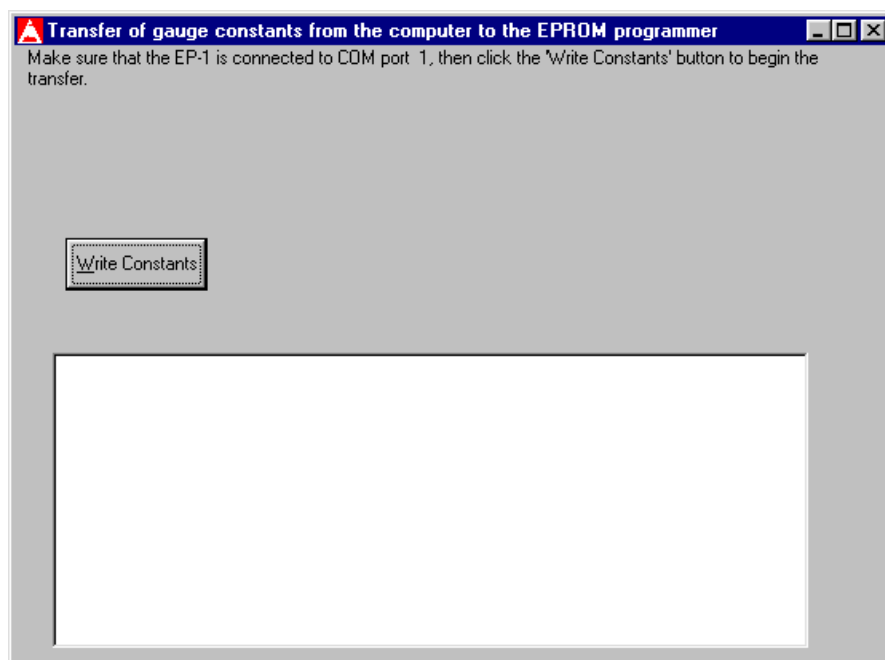 Transfer of gauge constants from the computer to the EPROM programmer
Make sure that the EP-1 is connected to COM port  1, then click the 'Write Constants' button to begin the
transfer.
Write Constants